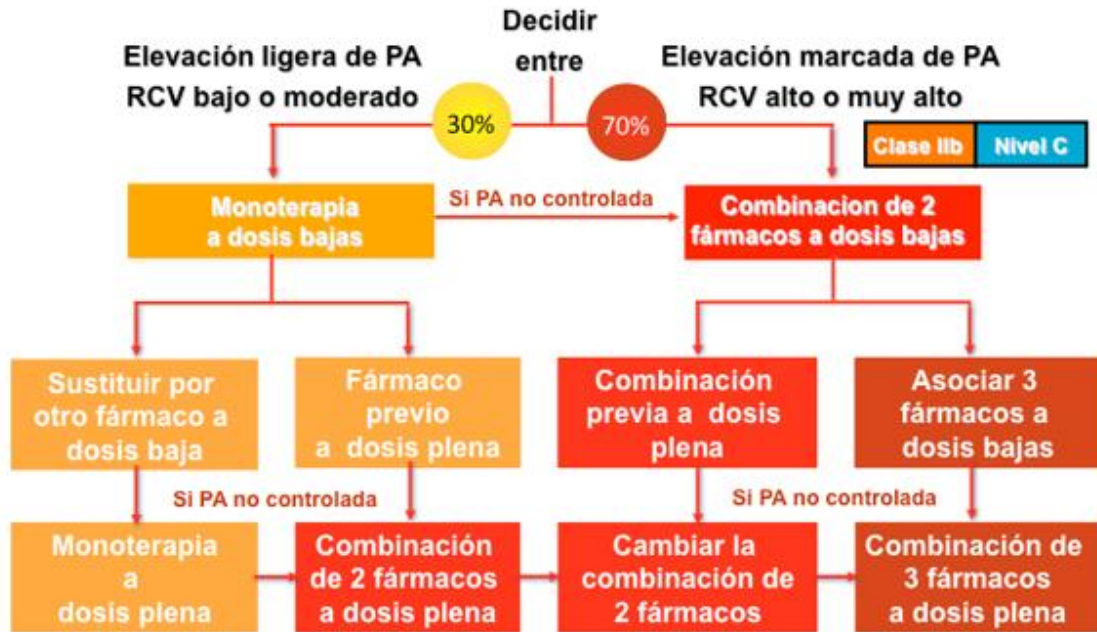 Decidir
entre
Elevación ligera de PA
RCV bajo o moderado
30%
70%
Elevación marcada de PA
RCV alto o muy alto
Clase IIb
Nivel C
Monoterapia
a dosis bajas
Si PA no controlada
Combinacion de 2
fármacos a dosis bajas
Sustituir por
otro fármaco a
dosis baja
Fármaco
previo
a dosis plena
Combinación
previa a dosis
plena
Asociar 3
fármacos a
dosis bajas
Si PA no controlada
Si PA no controlada
Monoterapia
a
dosis plena
Combinación
de 2 fármacos
a dosis plena
Cambiar la
combinación de
2 fármacos
Combinación de
3 fármacos
a dosis plena